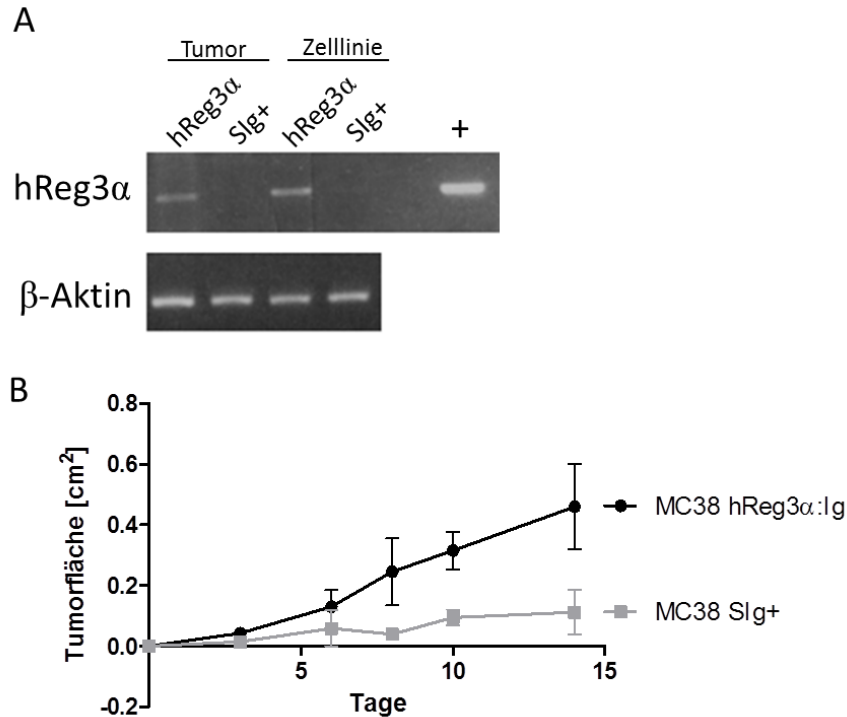 A
Tumor Zelllinie
hReg3α SIg+ hReg3α SIg+ +
hReg3α
β-Aktin
B
0.8
0.6
0.4
0.2
0.0
-0.2
5 10 15
Tumorfläche [cm²]
Tage
MC38 hReg3α:Ig
MC38 SIg+